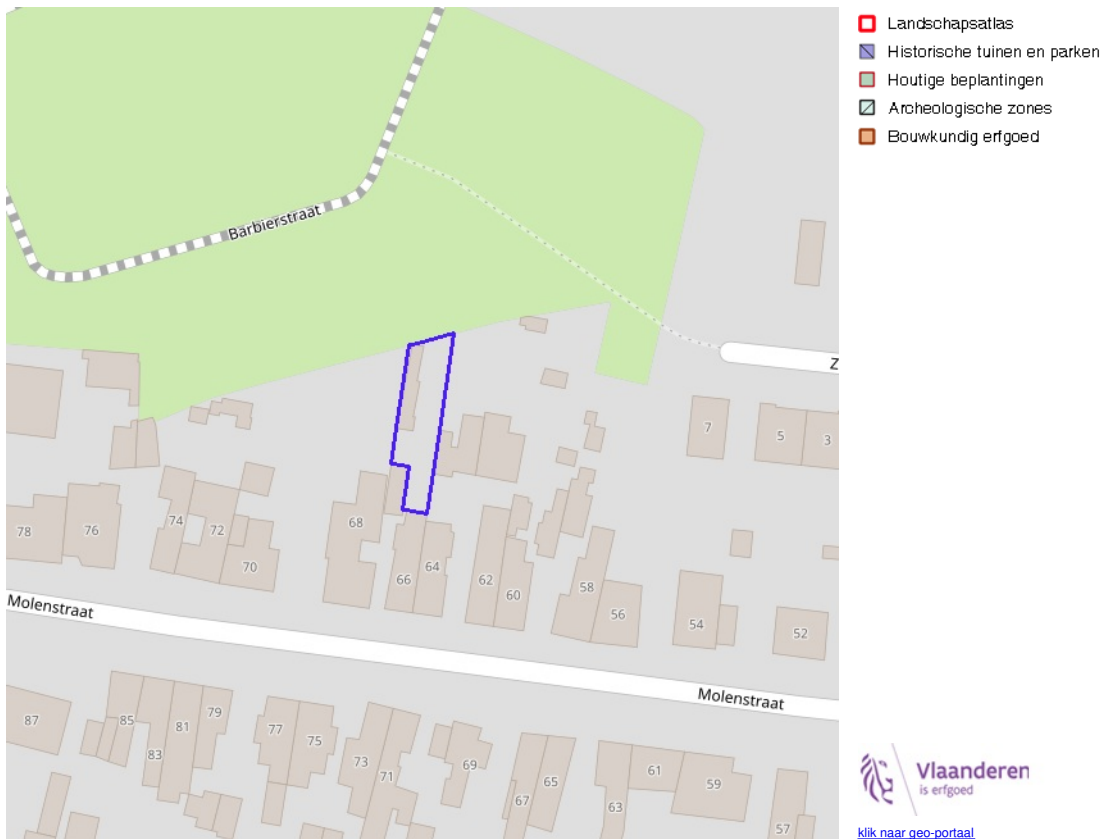 Landschapsatlas
Historische tuinen en parken
Houtige beplantingen
Archeologische zones
Bouwkundig erfgoed
Barbierstraat
Z
7
5
3
78
76
74
72
70
68
66
64
62
60
58
56
54
52
Molenstraat
Molenstraat
87
85
83
81
79
77
75
73
71
69
67
65
63
61
59
57
Vlaanderen
is erfgoed
klik naar geo-portaal